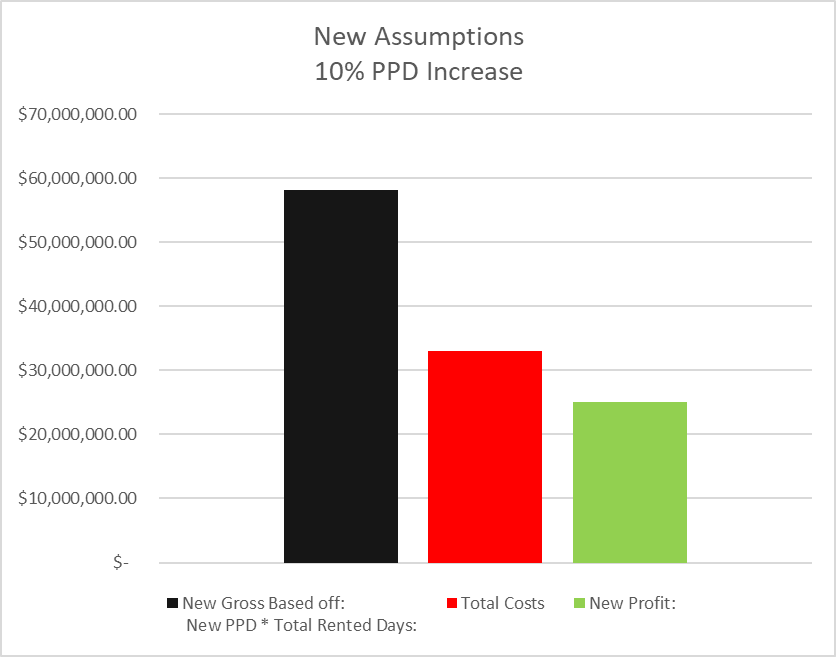 New Assumptions
10% PPD Increase
$70,000,000.00
$60,000,000.00
$50,000,000.00
$40,000,000.00
$30,000,000.00
$20,000,000.00
$10,000,000.00
$-
New Gross Based off:
New PPD * Total Rented Days:
Total Costs
New Profit: